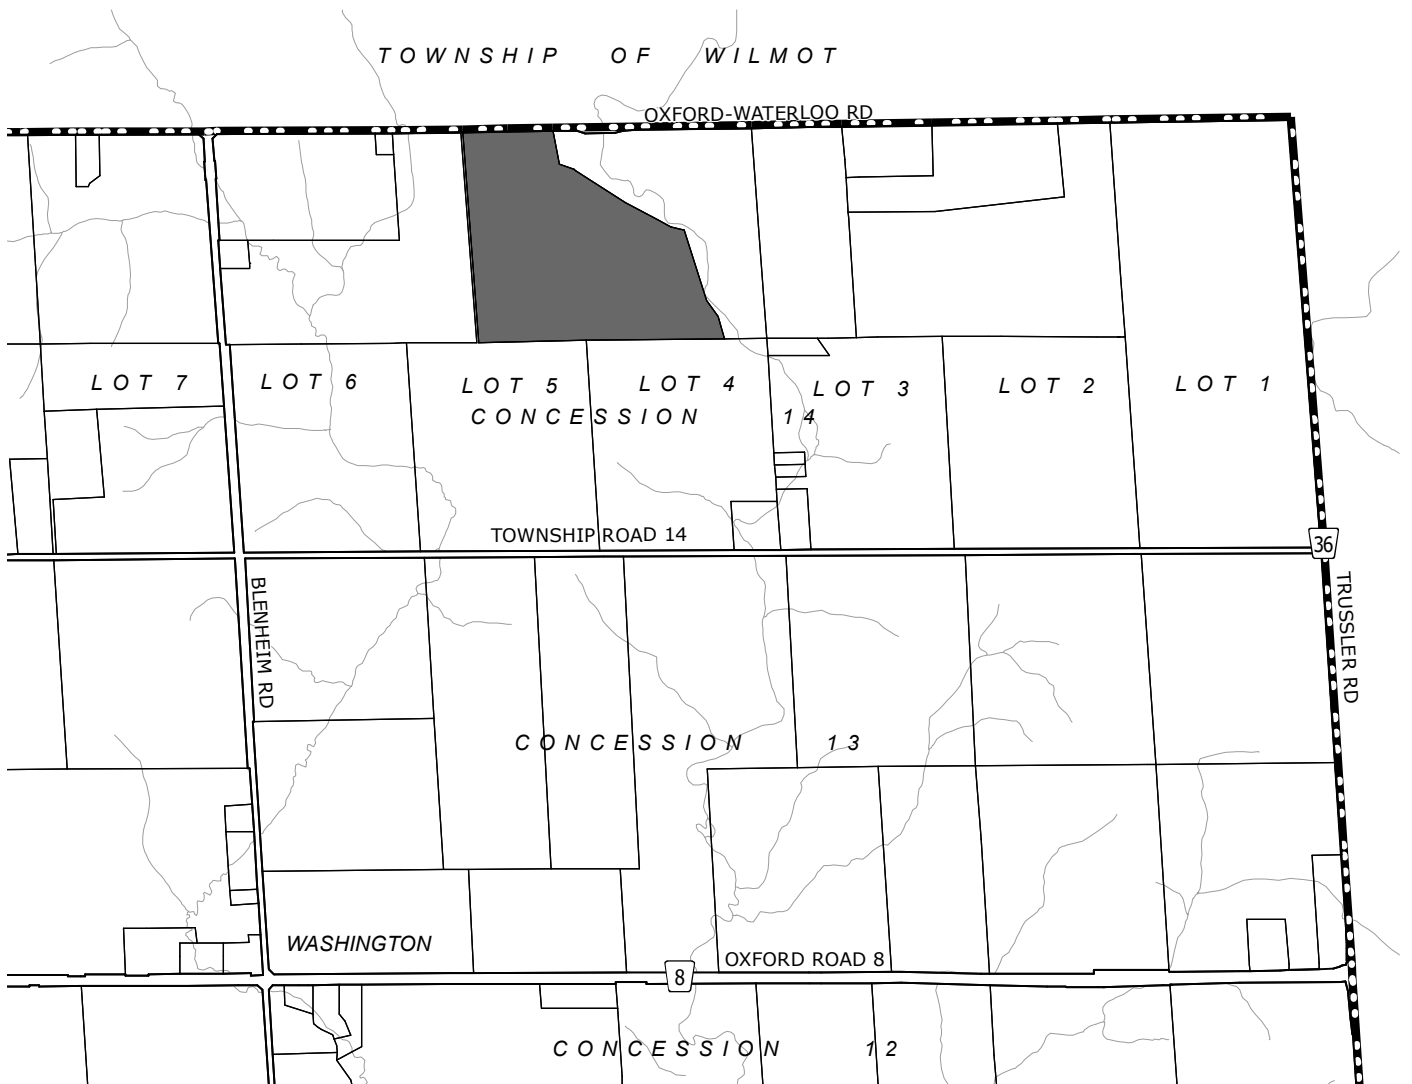 TOWNSHIP OF WILMOT
OXFORD-WATERLOO RD
LOT 7
LOT 6
LOT 5
LOT 4
LOT 3
LOT 2
LOT 1
CONCESSION 14
TOWNSHIP ROAD 14
36
BLENHEIM RD
TRUSSLER RD
CONCESSION 13
WASHINGTON
OXFORD ROAD 8
8
CONCESSION 12